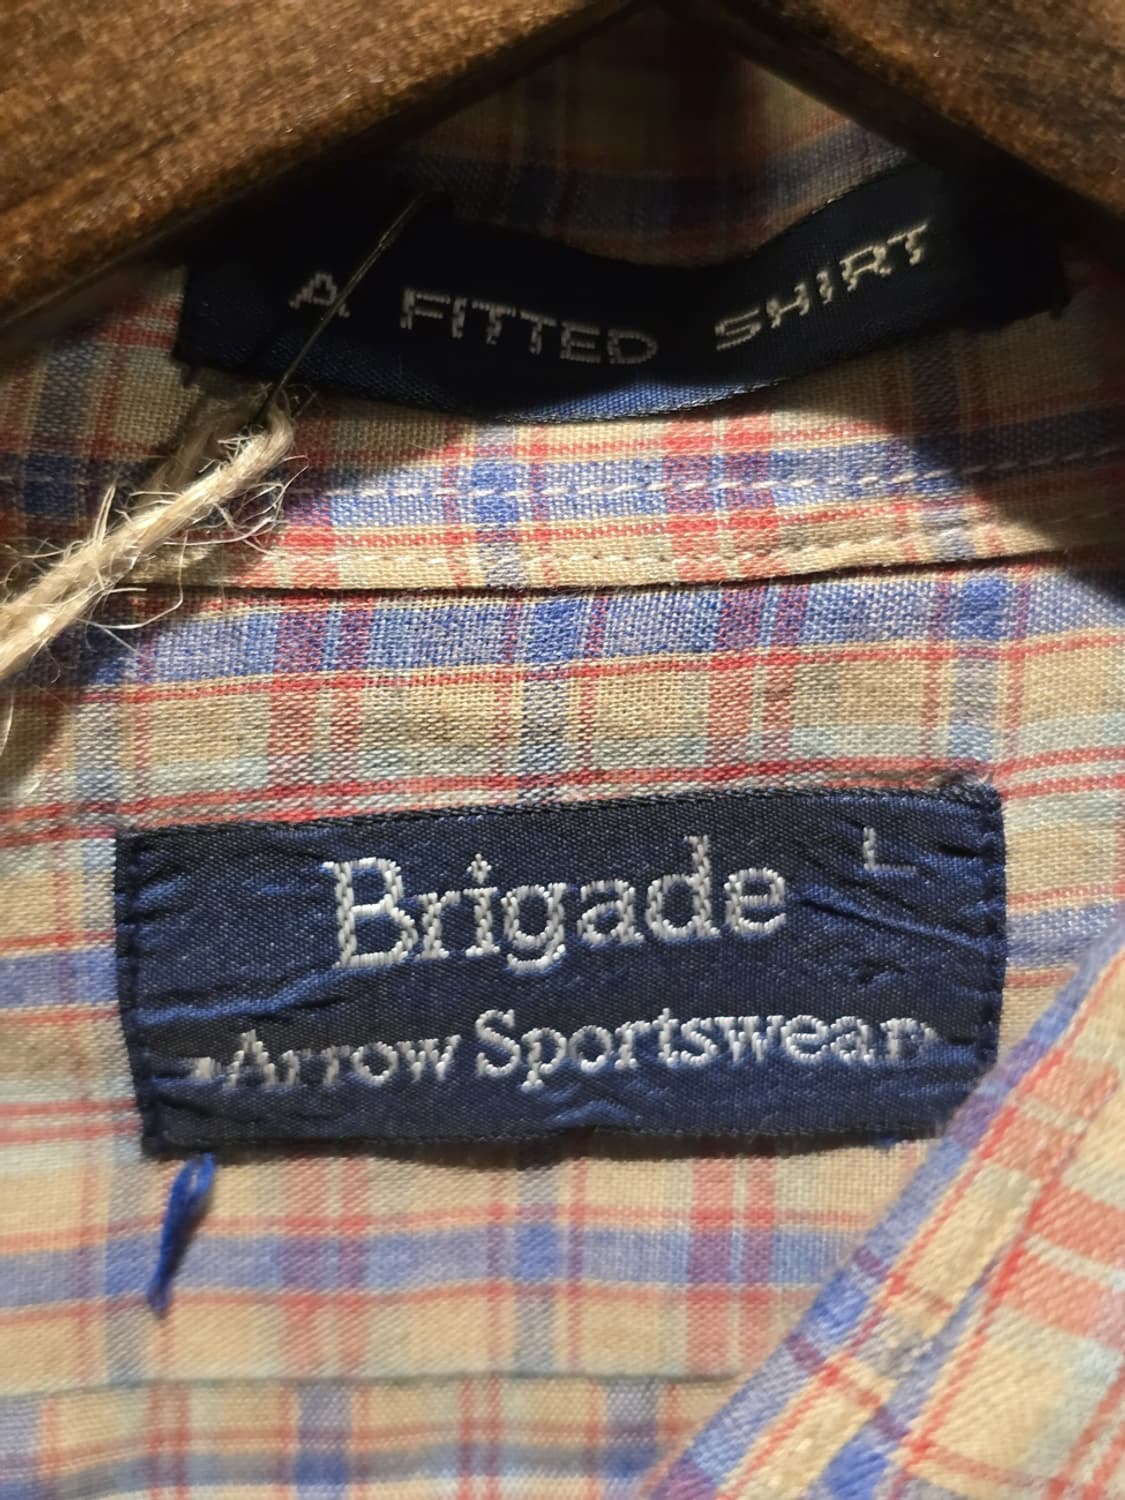 A FITTED SHIRT
Brigade L
Arrow Sportswear